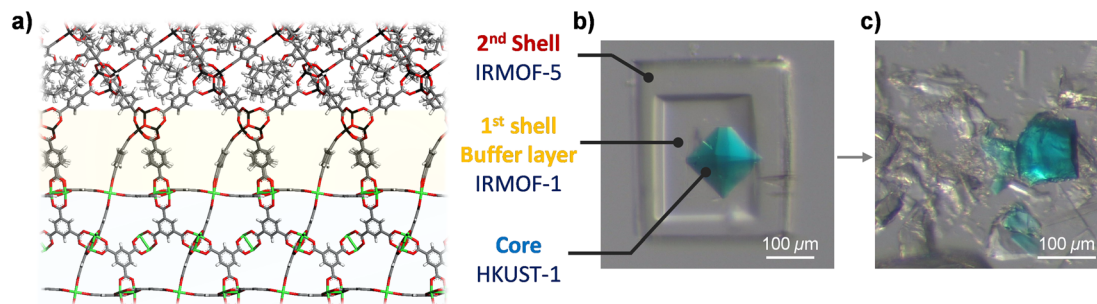 a)
2nd Shell
IRMOF-5
1st shell
Buffer layer
IRMOF-1
Core
HKUST-1
b)
100 µm
c)
100 µm